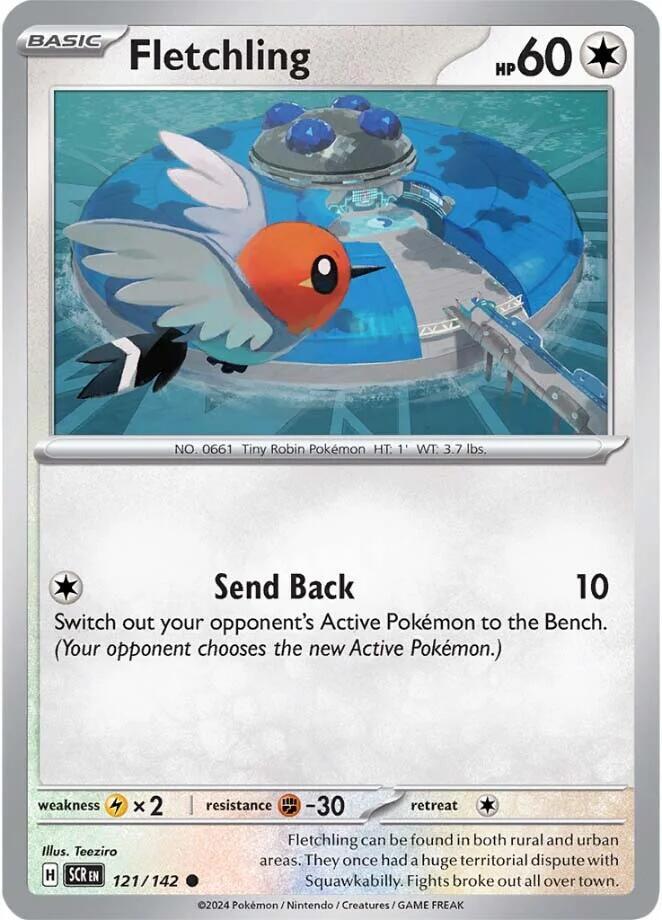 BASIC
Fletchling
HP60
NO. 0661 Tiny Robin Pokémon HT: 1' WT: 3.7 lbs.
Send Back 10
Switch out your opponent's Active Pokémon to the Bench.
(Your opponent chooses the new Active Pokémon.)
weakness ×2 resistance -30 retreat
Illus. Teeziro
Fletchling can be found in both rural and urban
areas. They once had a huge territorial dispute with
Squawkabilly. Fights broke out all over town.
H SCR EN 121/142
©2024 Pokémon / Nintendo / Creatures / GAME FREAK